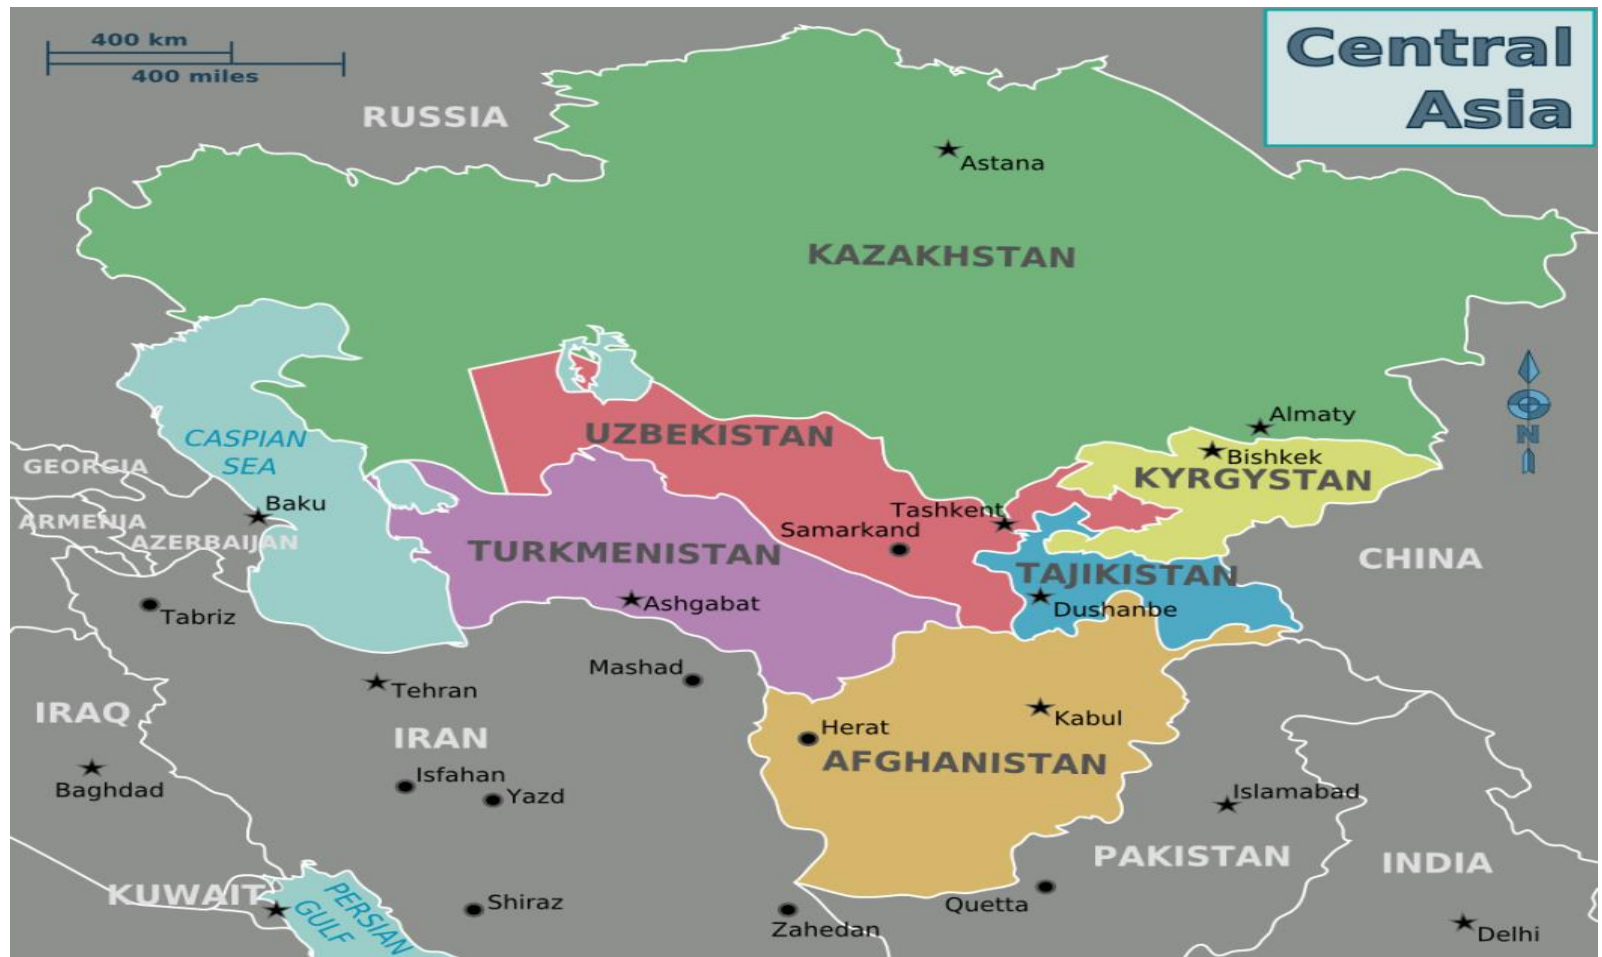 400 km
400 miles
Central
Asia
RUSSIA
Astana
KAZAKHSTAN
Almaty
UZBEKISTAN
CASPIAN
SEA
Bishkek
GEORGIA
KYRGYSTAN
Baku
Tashkent
N
ARMENIA
Samarkand
AZERBAIJAN
TURKMENISTAN
CHINA
TAJIKISTAN
Ashgabat
Dushanbe
Tabriz
Mashad
Tehran
IRAQ
Kabul
Herat
IRAN
AFGHANISTAN
Isfahan
Baghdad
Yazd
Islamabad
PAKISTAN
INDIA
KUWAIT
PERSIAN
GULF
Shiraz
Quetta
Zahedan
Delhi